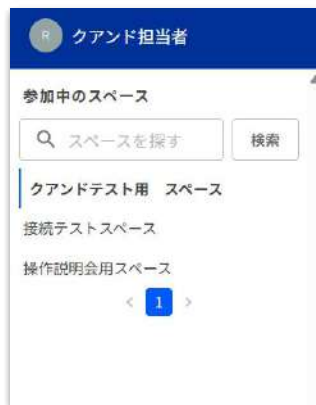 R クアンド担当者
参加中のスペース
スペースを探す 検索
クアンドテスト用　スペース
接続テストスペース
操作説明会用スペース
< 1 >